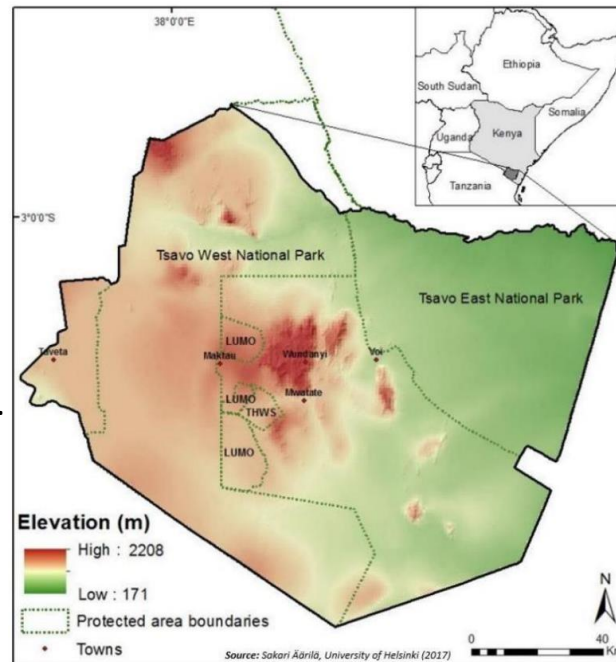 38°0'0"E
Ethiopia
South Sudan
Somalia
Uganda
Kenya
Tanzania
3°0'0"S
Tsavo West National Park
Tsavo East National Park
LUMO
Taveta
Maktau
Wundanyi
Voi
LUMO
Mwatate
THWS
LUMO
Elevation (m)
High : 2208
Low : 171
Protected area boundaries
Towns
N
0 20 40
Source: Sakari Äärilä, University of Helsinki (2017)